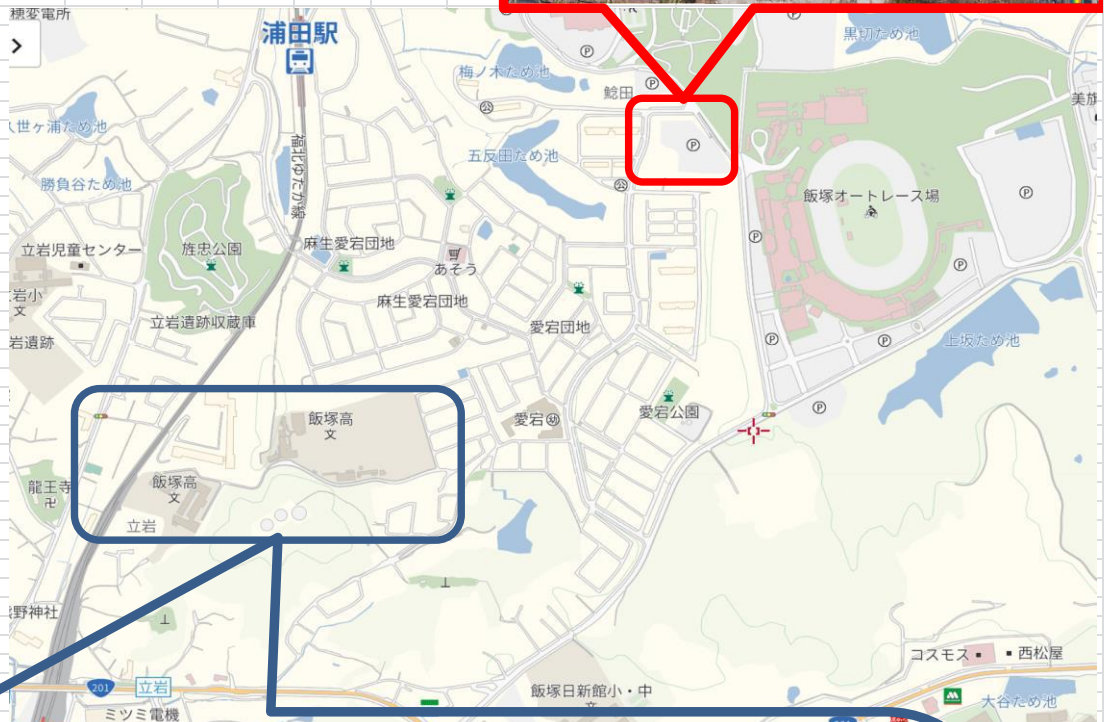 穂変電所
浦田駅
黒切ため池
梅ノ木ため池
鯰田
世ヶ浦ため池
福北ゆたか線
五反田ため池
勝負谷ため池
飯塚オートレース場
立岩児童センター
旌忠公園
麻生愛宕団地
あそう
麻生愛宕団地
岩小
文
立岩遺跡収蔵庫
岩遺跡
愛宕団地
上坂ため池
飯塚高
文
愛宕幼
愛宕公園
飯塚高
文
龍王寺
卍
立岩
野神社
コスモス
西松屋
201
立岩
飯塚日新館小・中
大谷ため池
ミツミ電機